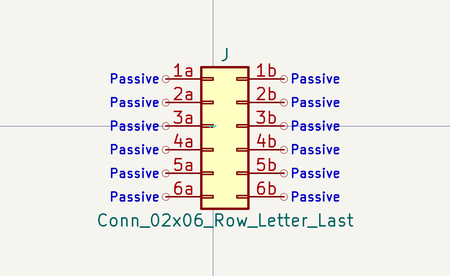 J
Passive 1a 1b Passive
Passive 2a 2b Passive
Passive 3a 3b Passive
Passive 4a 4b Passive
Passive 5a 5b Passive
Passive 6a 6b Passive
Conn_02x06_Row_Letter_Last